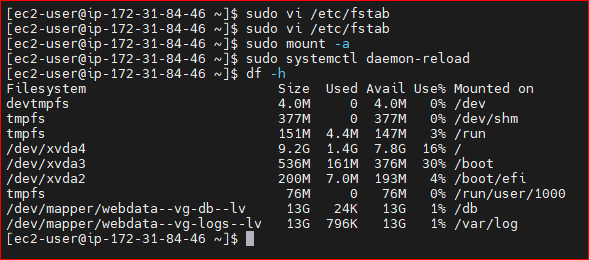 [ec2-user@ip-172-31-84-46 ~]$ sudo vi /etc/fstab
[ec2-user@ip-172-31-84-46 ~]$ sudo vi /etc/fstab
[ec2-user@ip-172-31-84-46 ~]$ sudo mount -a
[ec2-user@ip-172-31-84-46 ~]$ sudo systemctl daemon-reload
[ec2-user@ip-172-31-84-46 ~]$ df -h
Filesystem                       Size  Used Avail Use% Mounted on
devtmpfs                         4.0M     0  4.0M   0% /dev
tmpfs                            377M     0  377M   0% /dev/shm
tmpfs                            151M  4.4M  147M   3% /run
/dev/xvda4                       9.2G  1.4G  7.8G  16% /
/dev/xvda3                       536M  161M  376M  30% /boot
/dev/xvda2                       200M  7.0M  193M   4% /boot/efi
tmpfs                             76M     0   76M   0% /run/user/1000
/dev/mapper/webdata--vg-db--lv    13G   24K   13G   1% /db
/dev/mapper/webdata--vg-logs--lv  13G  796K   13G   1% /var/log
[ec2-user@ip-172-31-84-46 ~]$